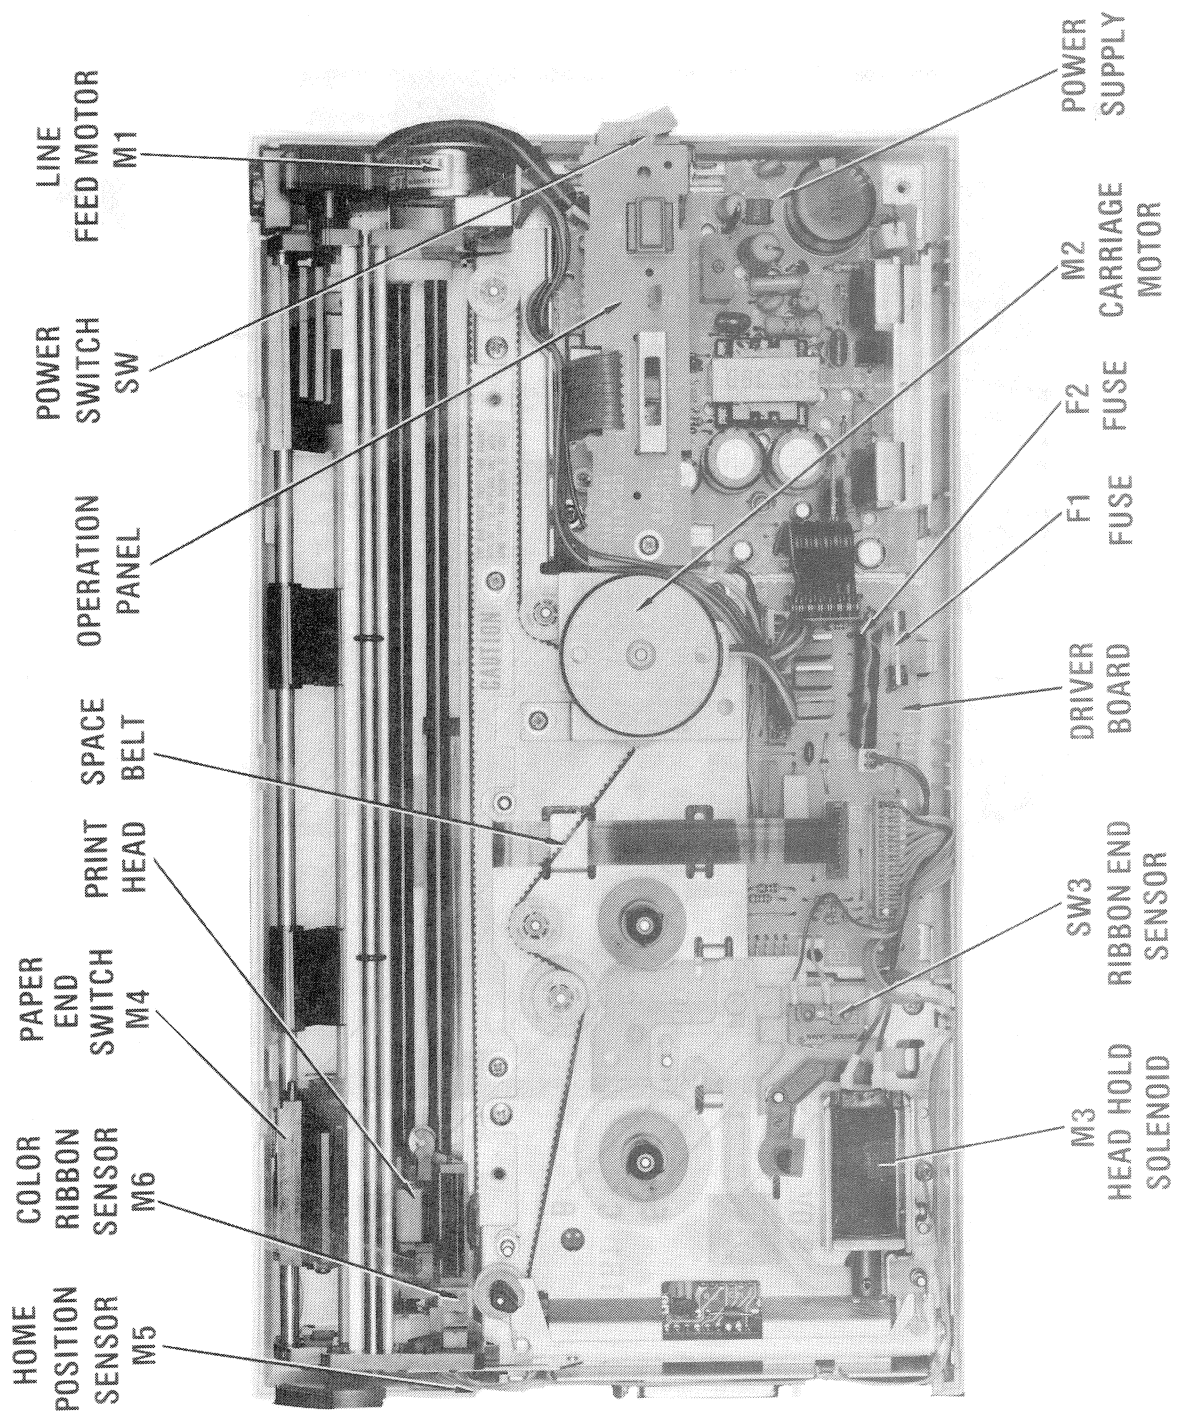 HOME
POSITION
SENSOR
M5
COLOR
RIBBON
SENSOR
M6
PAPER
END
SWITCH
M4
PRINT
HEAD
SPACE
BELT
OPERATION
PANEL
POWER
SWITCH
SW
LINE
FEED MOTOR
M1
CAUTION
M3
HEAD HOLD
SOLENOID
SW3
RIBBON END
SENSOR
DRIVER
BOARD
F1
FUSE
F2
FUSE
M2
CARRIAGE
MOTOR
POWER
SUPPLY